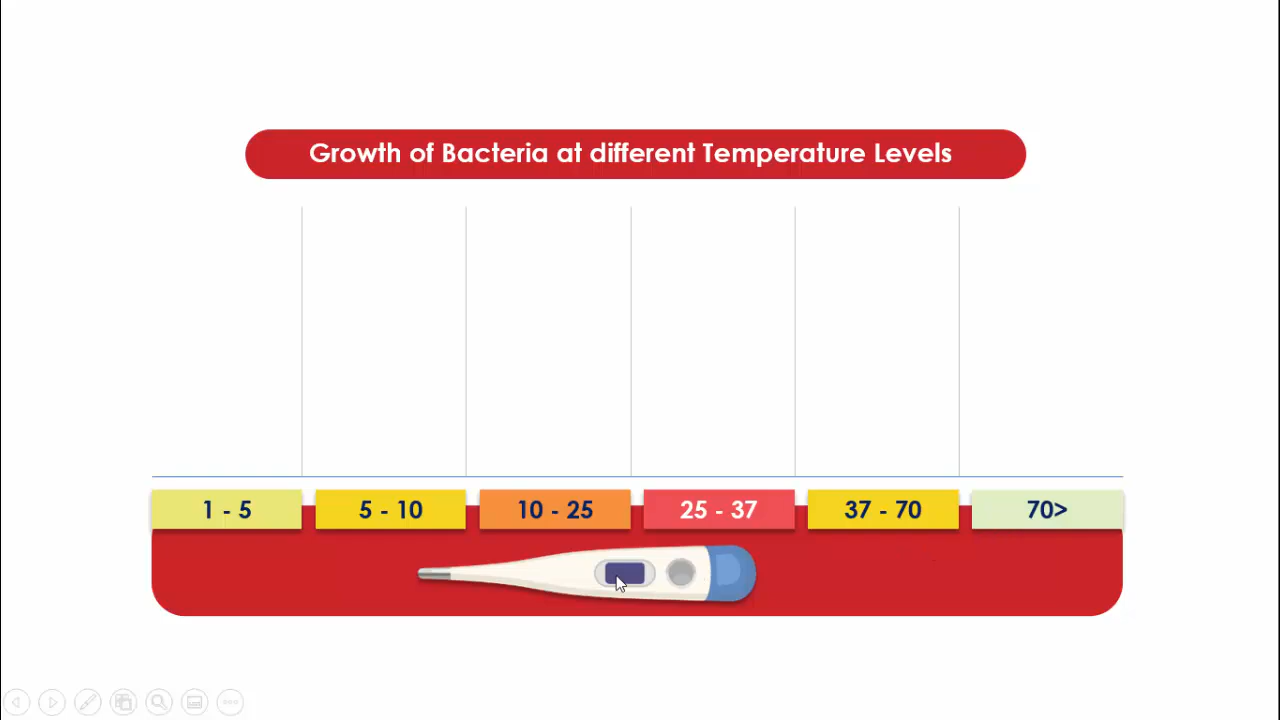 Growth of Bacteria at different Temperature Levels
1 - 5
5 - 10
10 - 25
25 - 37
37 - 70
70>